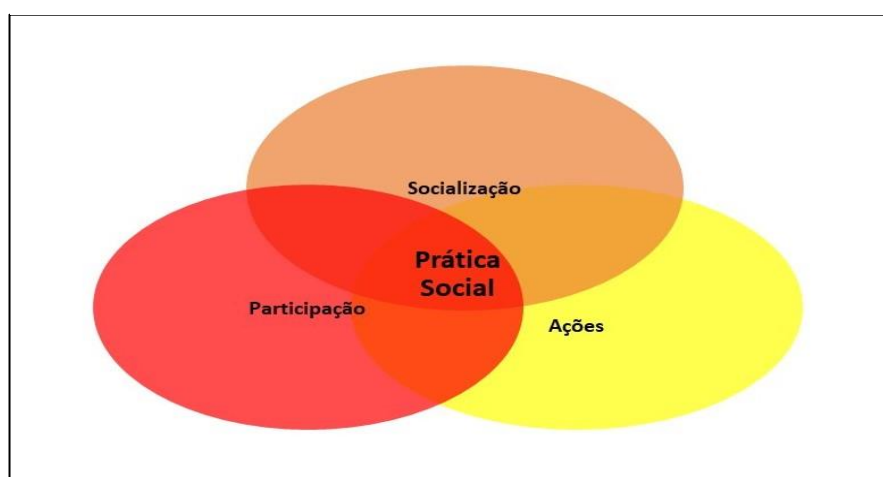 Socialização
Prática
Social
Participação
Ações